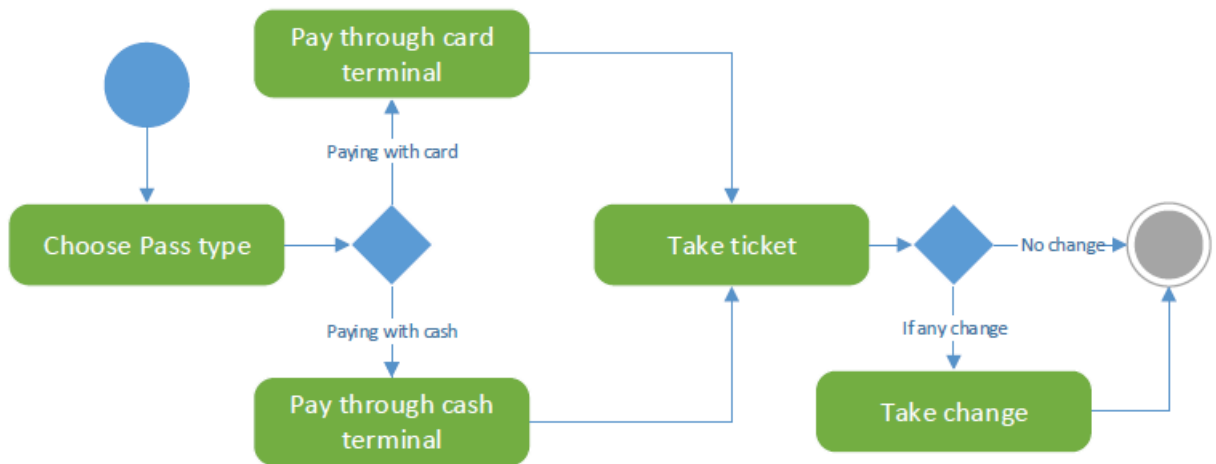 Pay through card
terminal
Paying with card
Choose Pass type
Take ticket
No change
Paying with cash
If any change
Pay through cash
terminal
Take change